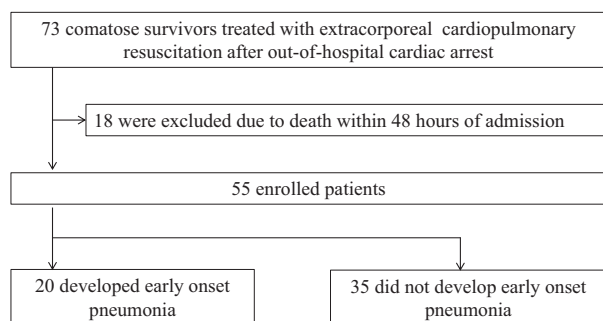 73 comatose survivors treated with extracorporeal cardiopulmonary
resuscitation after out-of-hospital cardiac arrest
18 were excluded due to death within 48 hours of admission
55 enrolled patients
20 developed early onset
pneumonia
35 did not develop early onset
pneumonia